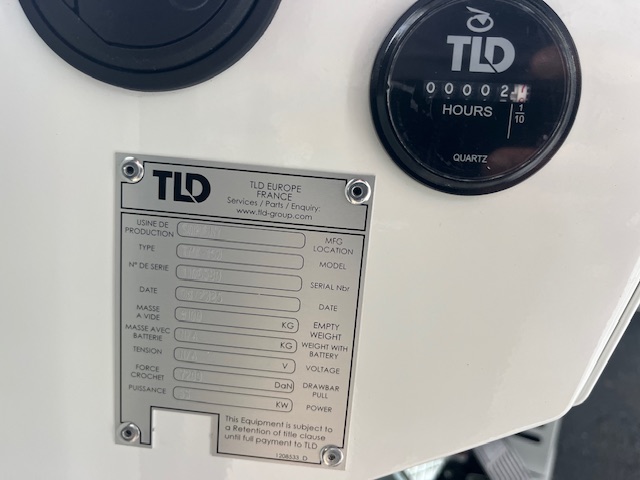 TLD
00002
HOURS
1
10
QUARTZ
TLD
TLD EUROPE
FRANCE
Services / Parts / Enquiry:
www.tld-group.com
USINE DE PRODUCTION MFG LOCATION
TYPE MODEL
N° DE SERIE SERIAL Nbr
DATE DATE
MASSE A VIDE KG EMPTY WEIGHT
MASSE AVEC BATTERIE KG WEIGHT WITH BATTERY
TENSION V VOLTAGE
FORCE CROCHET DaN DRAWBAR PULL
PUISSANCE KW POWER
This Equipment is subject to
a Retention of title clause
until full payment to TLD
1208533_D